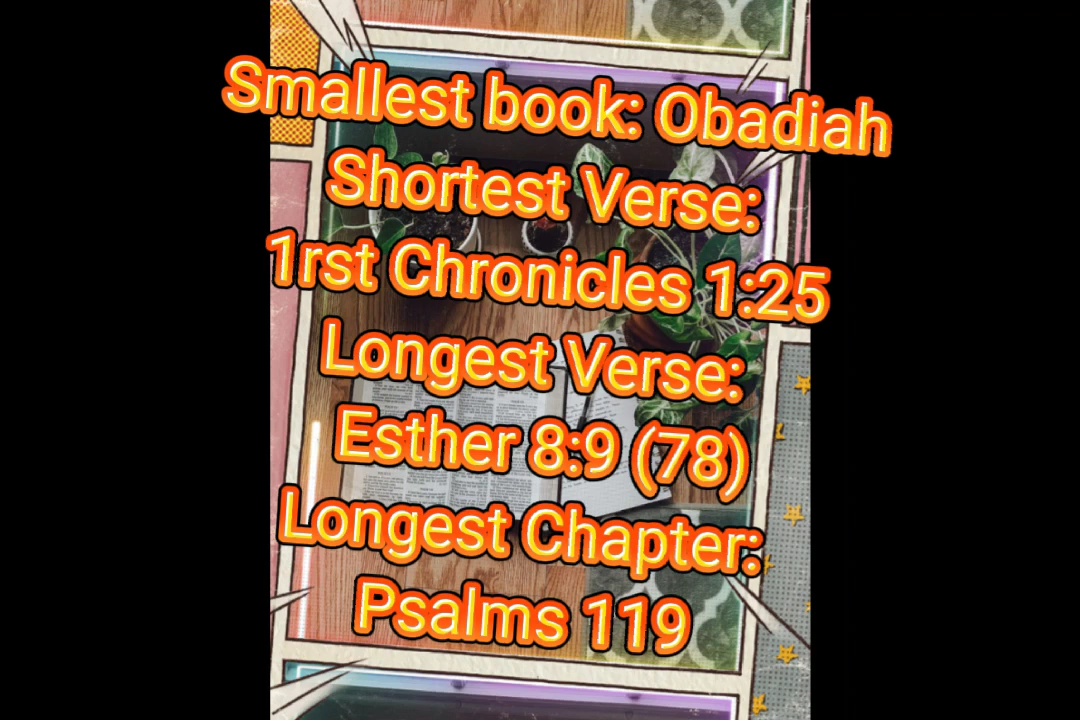 Smallest book: Obadiah
Shortest Verse:
1rst Chronicles 1:25
Longest Verse:
Esther 8:9 (78)
Longest Chapter:
Psalms 119